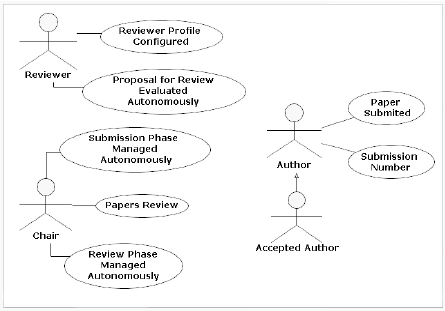 Reviewer Profile
Configured
Reviewer
Proposal for Review
Evaluated
Autonomously
Submission Phase
Managed
Autonomously
Papers Review
Chair
Review Phase
Managed
Autonomously
Paper
Submited
Author
Submission
Number
Accepted Author